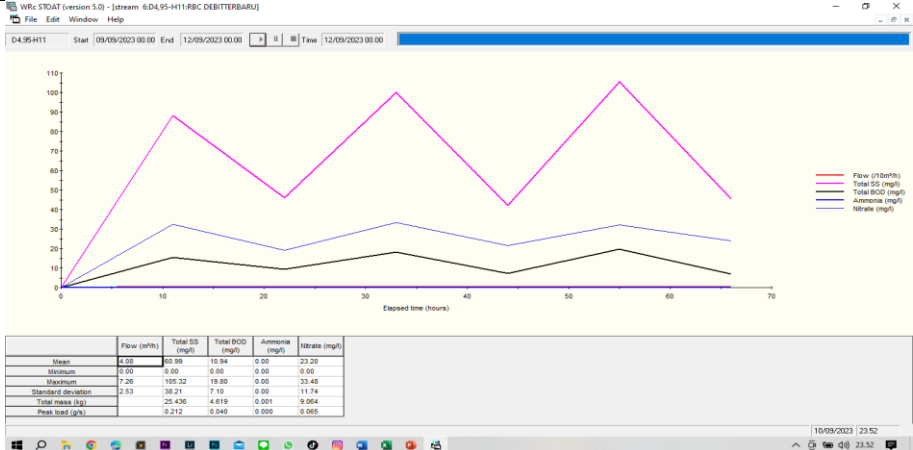 WRc STOAT (version 5.0) - [stream 6:D4,95-H11:RBC DEBITTERBARU]
File Edit Window Help
D4,95-H11 Start 09/09/2023 00.00 End 12/09/2023 00.00 Time 12/09/2023 00.00
110
100
90
80
70
60
50
40
30
20
10
0
0 10 20 30 40 50 60 70
Elapsed time (hours)
Flow (/10m³/h)
Total SS (mg/l)
Total BOD (mg/l)
Ammonia (mg/l)
Nitrate (mg/l)
Flow (m³/h) Total SS (mg/l) Total BOD (mg/l) Ammonia (mg/l) Nitrate (mg/l)
Mean 4.08 60.99 10.94 0.00 23.20
Minimum 0.00 0.00 0.00 0.00 0.00
Maximum 7.26 105.32 19.80 0.00 33.48
Standard deviation 2.53 38.21 7.10 0.00 11.74
Total mass (kg) 25.436 4.619 0.001 9.064
Peak load (g/s) 0.212 0.040 0.000 0.065
10/09/2023 23.52
23.52